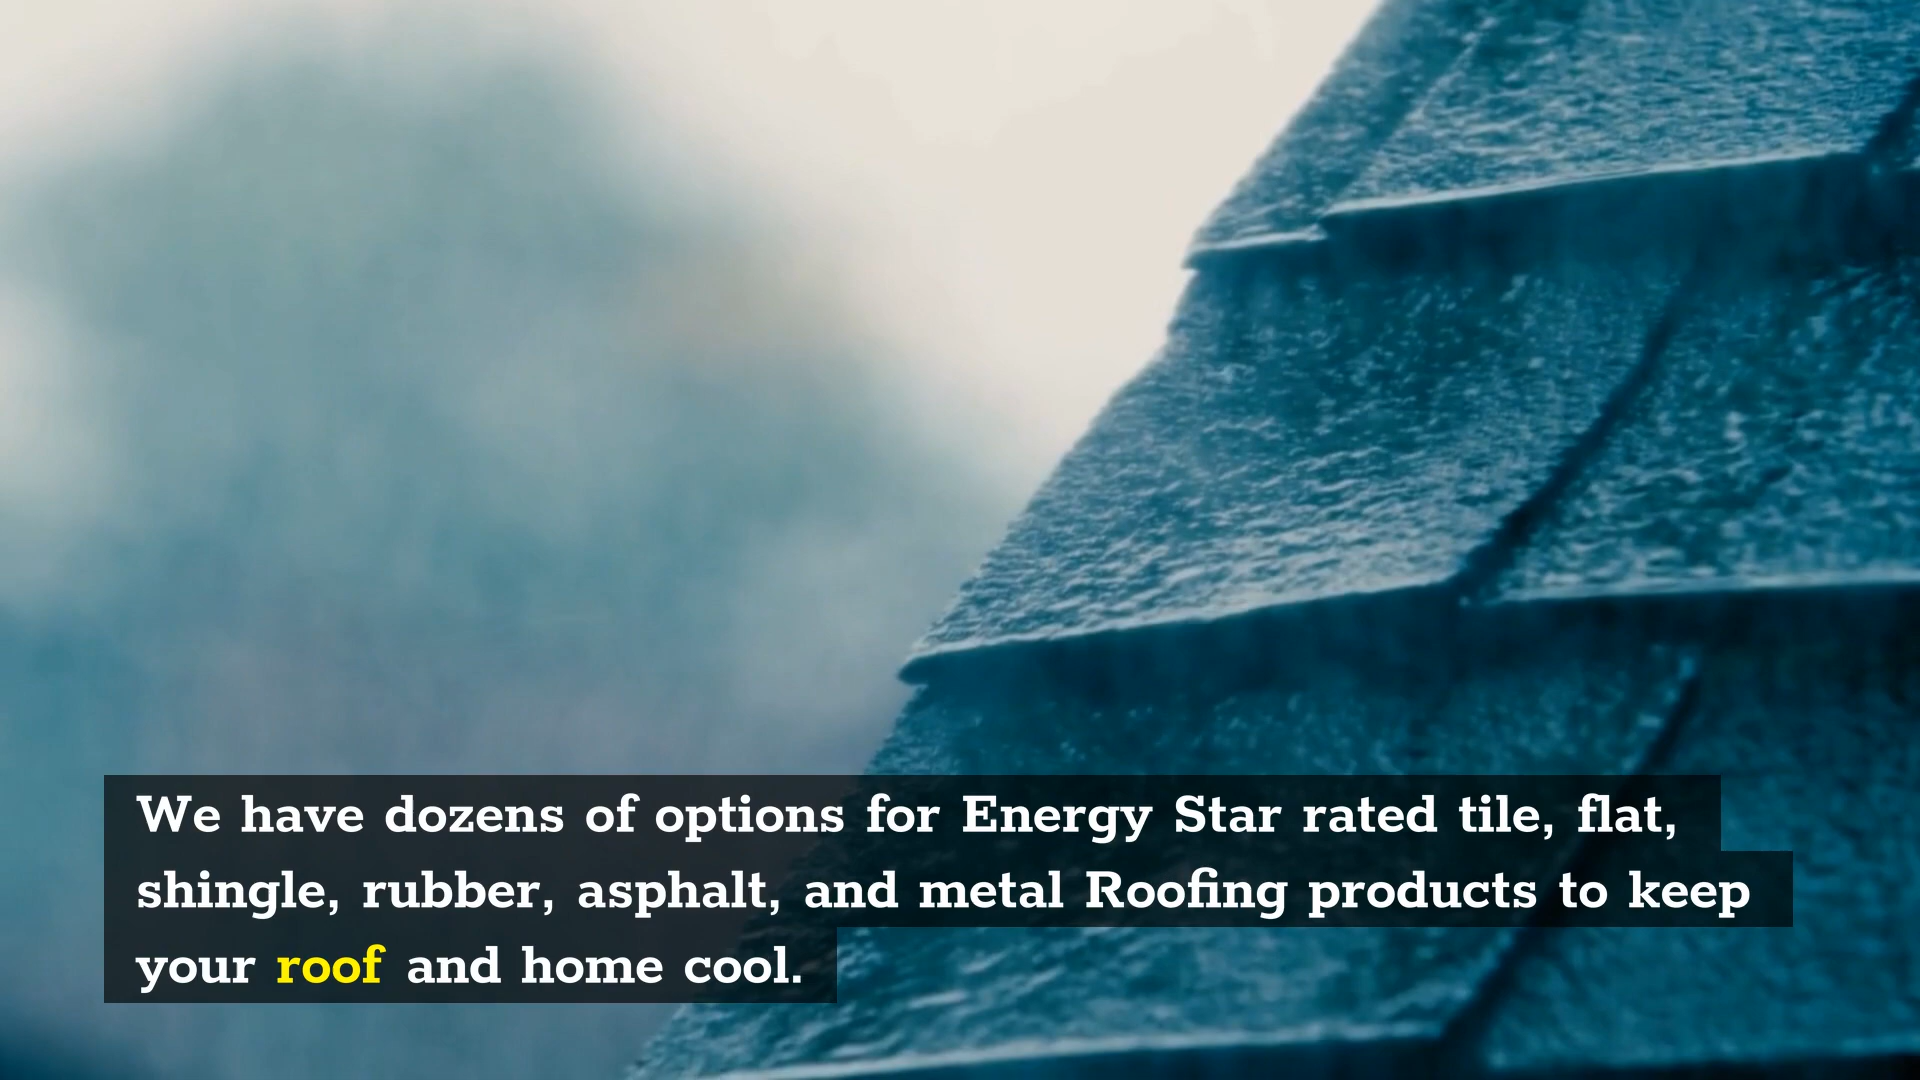 We have dozens of options for Energy Star rated tile, flat,
shingle, rubber, asphalt, and metal Roofing products to keep
your roof and home cool.